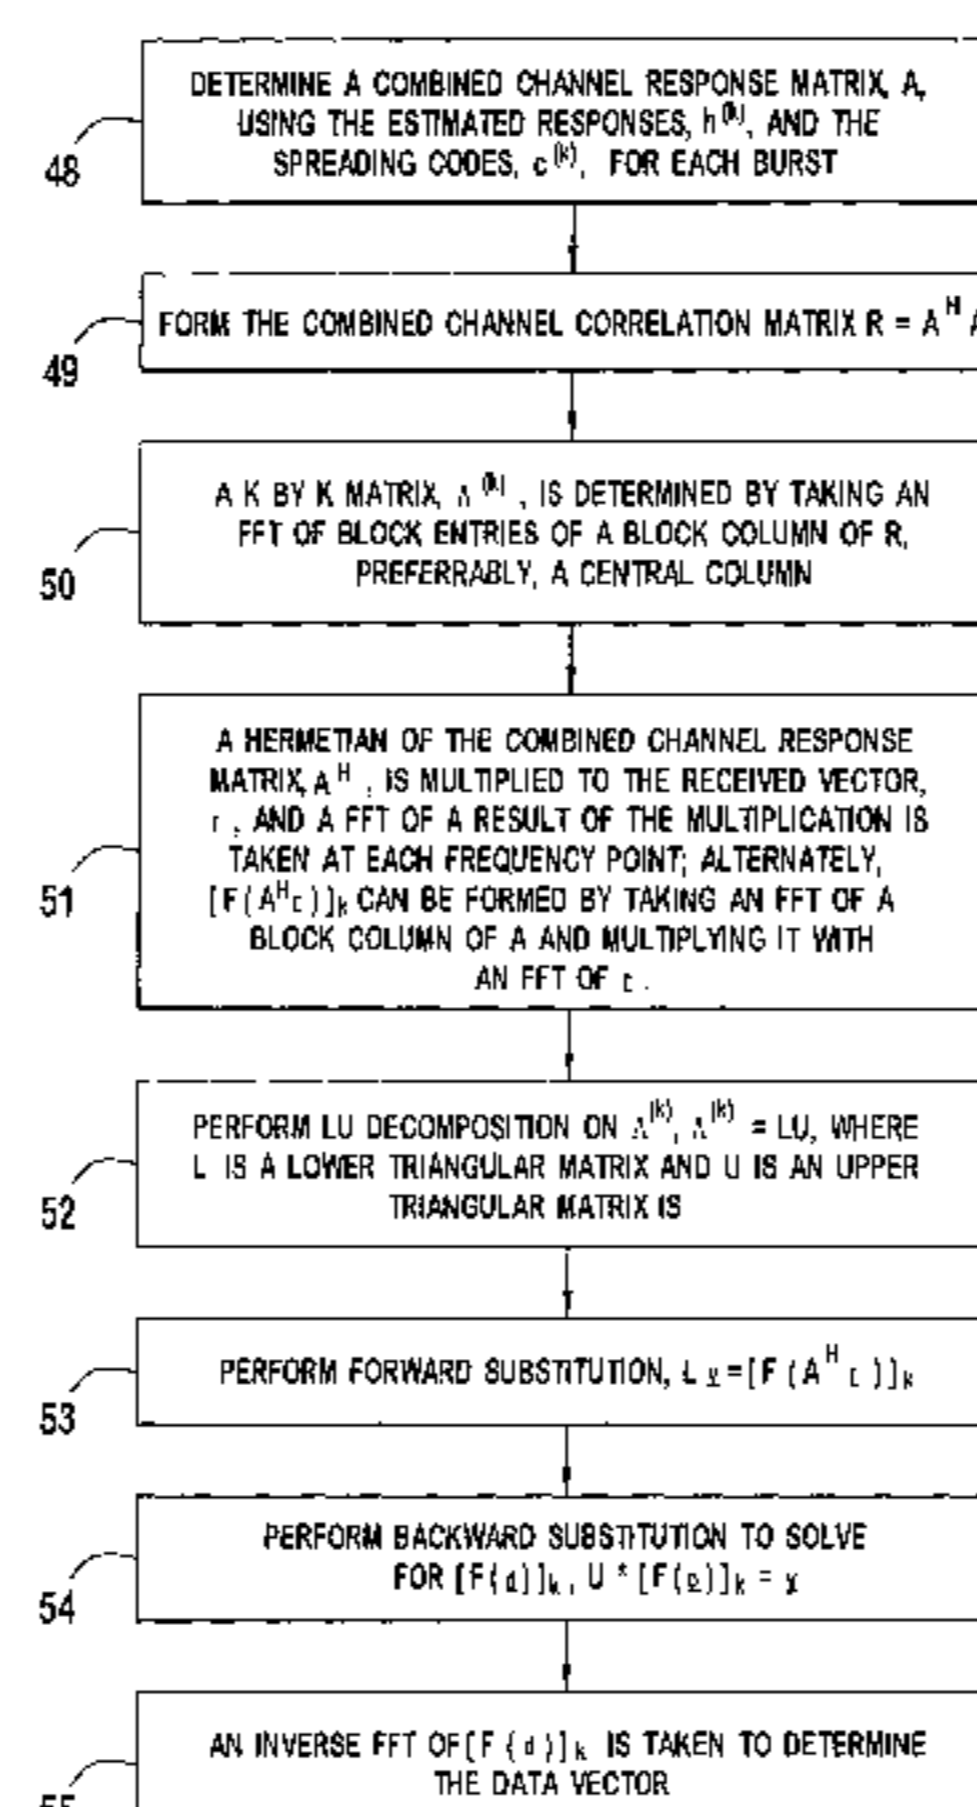 DETERMINE A COMBINED CHANNEL RESPONSE MATRIX, A,
USING THE ESTIMATED RESPONSES, h(k), AND THE
SPREADING CODES, c(k), FOR EACH BURST
48
FORM THE COMBINED CHANNEL CORRELATION MATRIX R = A^H
49
A K BY K MATRIX, Λ(k), IS DETERMINED BY TAKING AN
FFT OF BLOCK ENTRIES OF A BLOCK COLUMN OF R,
PREFERRABLY, A CENTRAL COLUMN
50
A HERMETIAN OF THE COMBINED CHANNEL RESPONSE
MATRIX, A^H, IS MULTIPLIED TO THE RECEIVED VECTOR,
r, AND A FFT OF A RESULT OF THE MULTIPLICATION IS
TAKEN AT EACH FREQUENCY POINT; ALTERNATELY,
[F(A^H r)]k CAN BE FORMED BY TAKING AN FFT OF A
BLOCK COLUMN OF A AND MULTIPLYING IT WITH
AN FFT OF r.
51
PERFORM LU DECOMPOSITION ON Λ(k), Λ(k) = LU, WHERE
L IS A LOWER TRIANGULAR MATRIX AND U IS AN UPPER
TRIANGULAR MATRIX IS
52
PERFORM FORWARD SUBSTITUTION, L y =[F(A^H r)]k
53
PERFORM BACKWARD SUBSTITUTION TO SOLVE
FOR [F(d)]k, U * [F( )]k = y
54
AN INVERSE FFT OF [F(d)]k IS TAKEN TO DETERMINE
THE DATA VECTOR
55